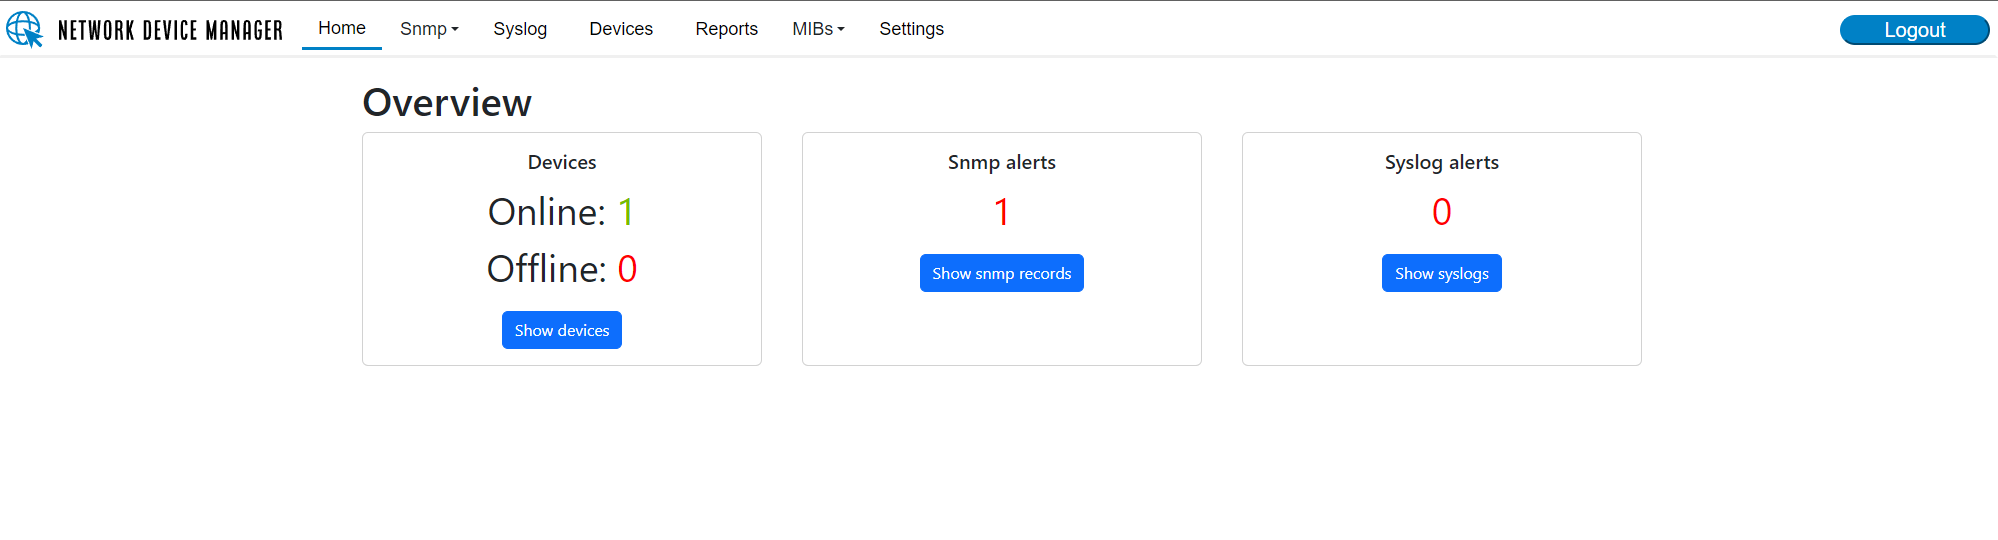 NETWORK DEVICE MANAGER Home Snmp Syslog Devices Reports MIBs Settings Logout
Overview
Devices
Online: 1
Offline: 0
Show devices
Snmp alerts
1
Show snmp records
Syslog alerts
0
Show syslogs